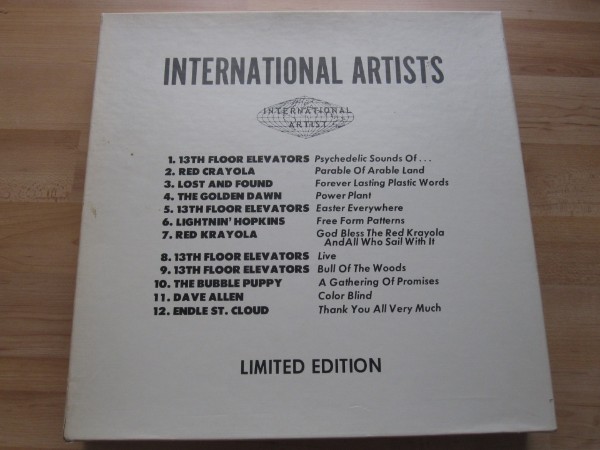 INTERNATIONAL ARTISTS
INTERNATIONAL
ARTIST
1. 13TH FLOOR ELEVATORS Psychedelic Sounds Of . . .
2. RED CRAYOLA Parable Of Arable Land
3. LOST AND FOUND Forever Lasting Plastic Words
4. THE GOLDEN DAWN Power Plant
5. 13TH FLOOR ELEVATORS Easter Everywhere
6. LIGHTNIN' HOPKINS Free Form Patterns
7. RED KRAYOLA God Bless The Red Krayola
And All Who Sail With It
8. 13TH FLOOR ELEVATORS Live
9. 13TH FLOOR ELEVATORS Bull Of The Woods
10. THE BUBBLE PUPPY A Gathering Of Promises
11. DAVE ALLEN Color Blind
12. ENDLE ST. CLOUD Thank You All Very Much
LIMITED EDITION